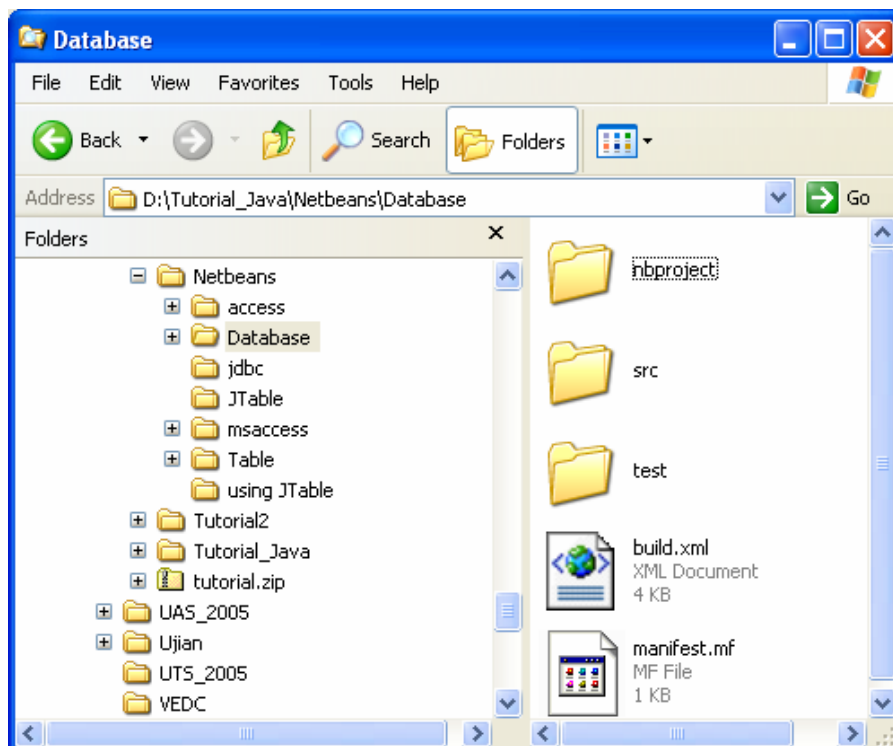 Database
File Edit View Favorites Tools Help
Back Search Folders
Address D:\Tutorial_Java\Netbeans\Database Go
Folders
Netbeans
access
Database
jdbc
JTable
msaccess
Table
using JTable
Tutorial2
Tutorial_Java
tutorial.zip
UAS_2005
Ujian
UTS_2005
VEDC
nbproject
src
test
build.xml
XML Document
4 KB
manifest.mf
MF File
1 KB